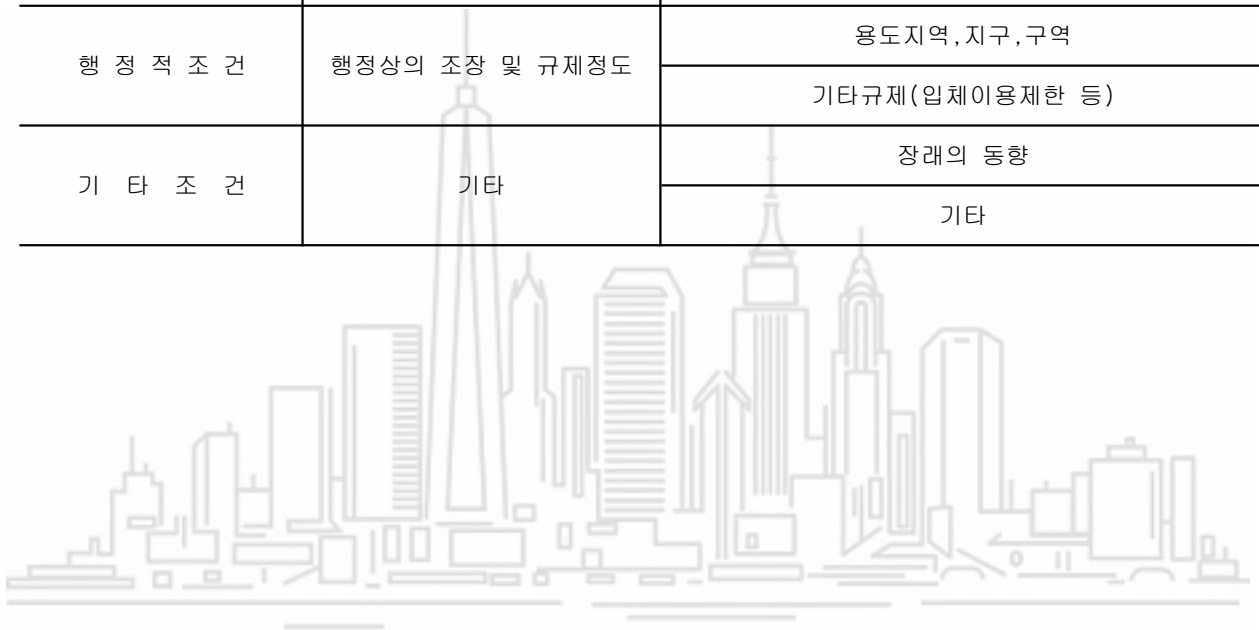 행 정 적 조 건
행정상의 조장 및 규제정도
용도지역,지구,구역
기타규제(입체이용제한 등)
기 타 조 건
기타
장래의 동향
기타